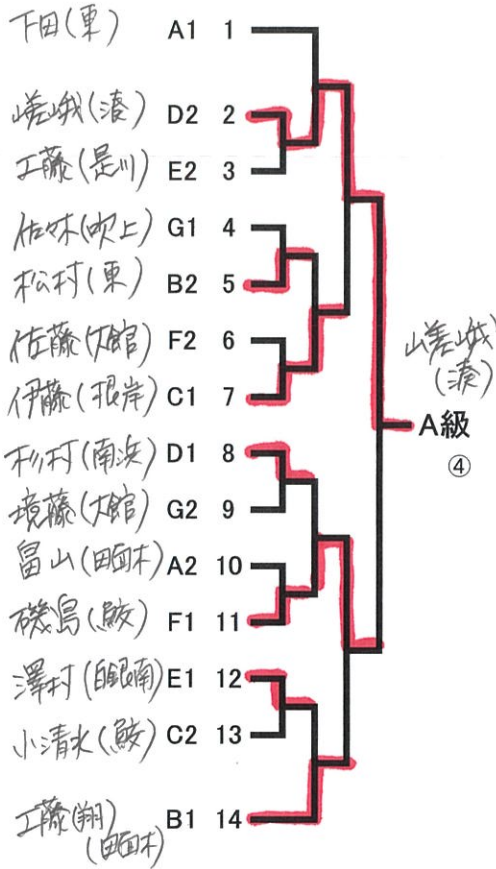 下田(東) A1 1
嵯峨(湊) D2 2
工藤(是川) E2 3
佐々木(吹上) G1 4
松村(東) B2 5
佐藤(大館) F2 6
伊藤(根岸) C1 7
嵯峨(湊)
A級
④
杉村(南浜) D1 8
境藤(大館) G2 9
畠山(田面木) A2 10
磯島(鮫) F1 11
澤村(白銀南) E1 12
小清水(鮫) C2 13
工藤(翔)(田面木) B1 14